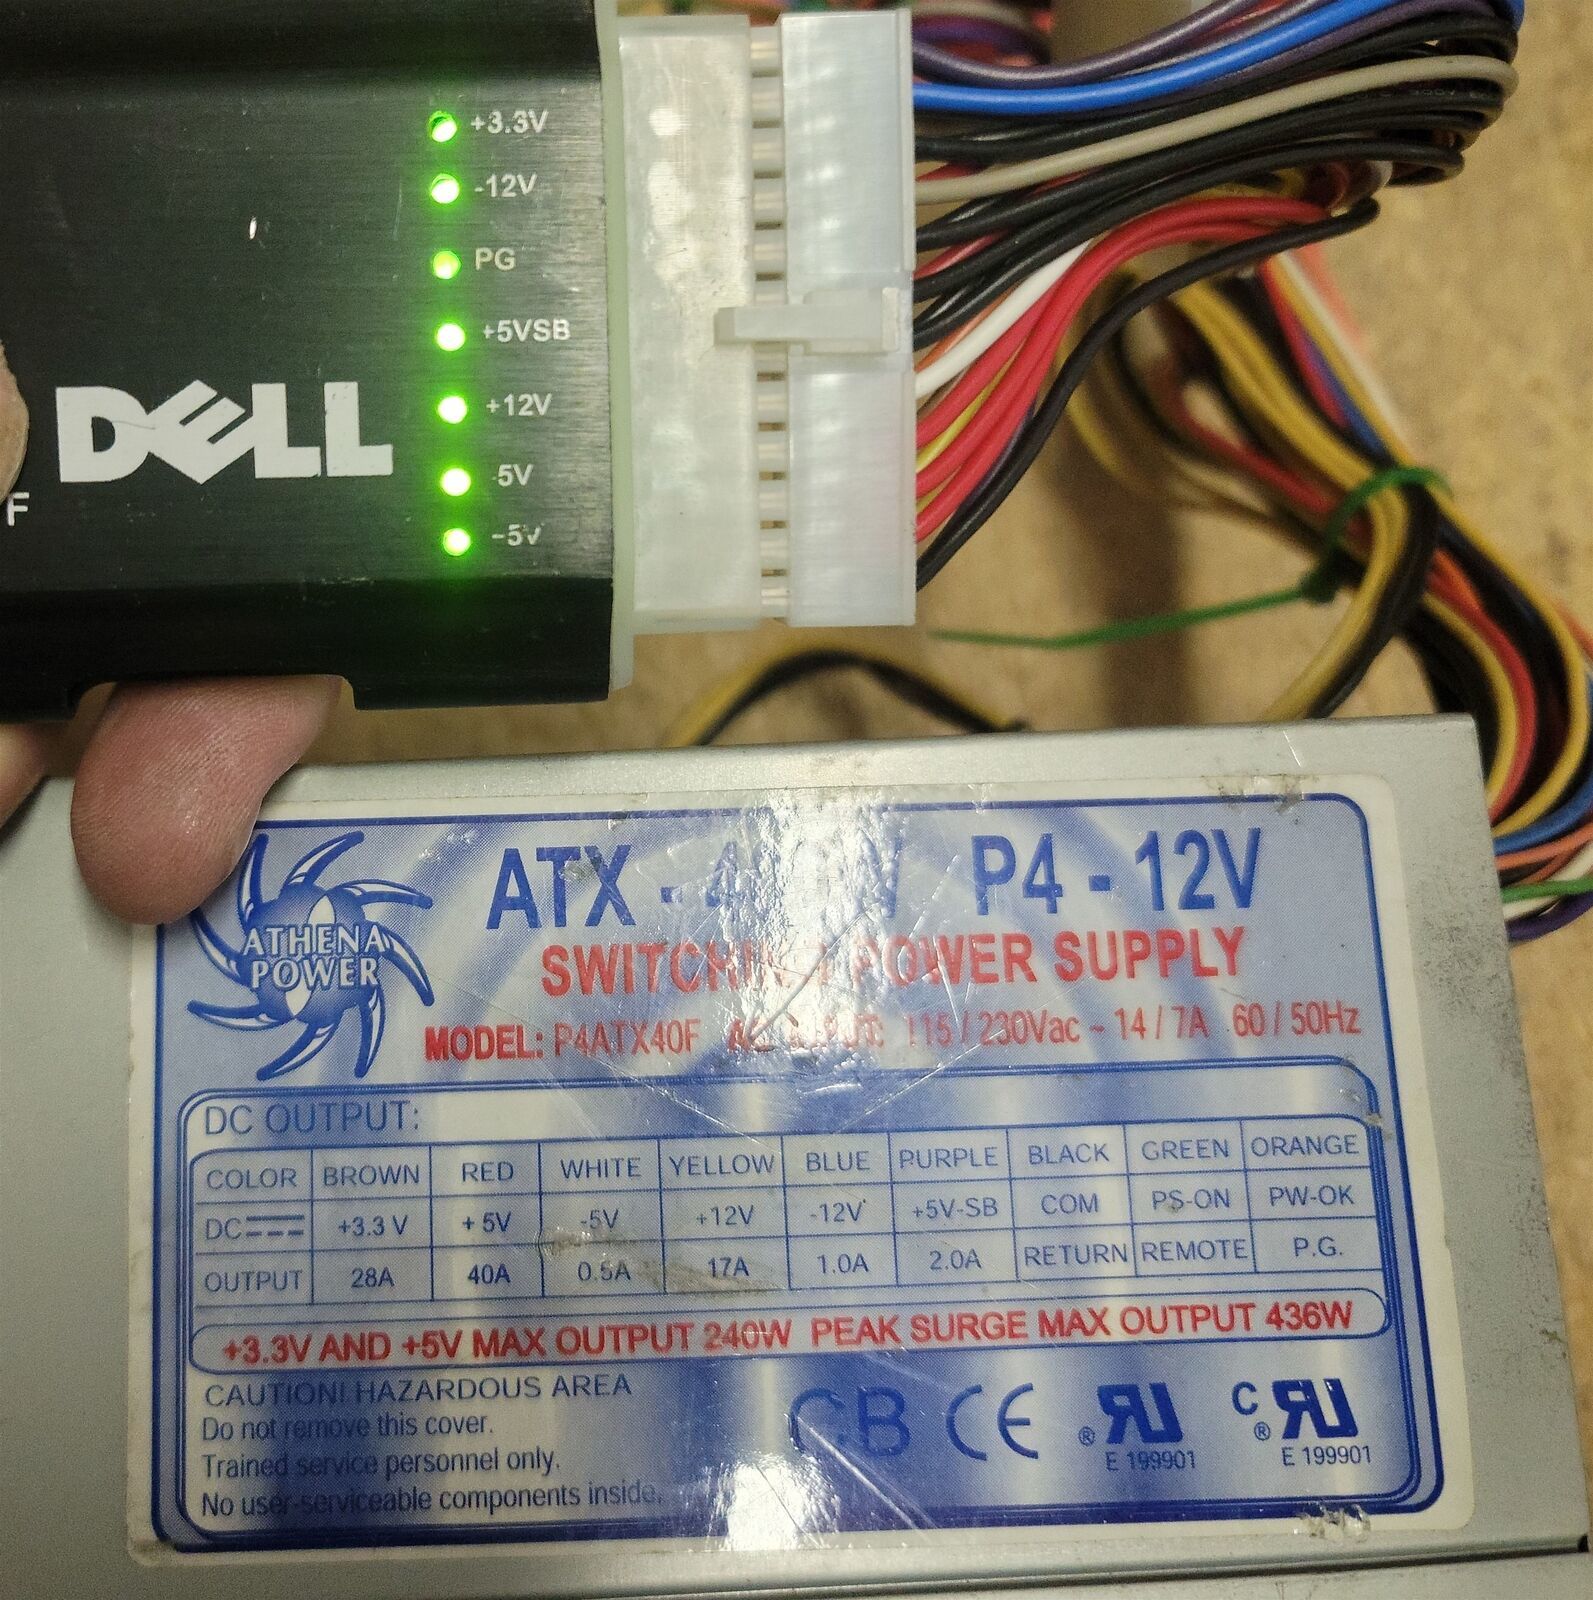 +3.3V
-12V
PG
+5VSB
+12V
5V
-5V
DELL
F
ATHENA
POWER
ATX - P4 - 12V
SWITCHING POWER SUPPLY
MODEL: P4ATX40F AC INPUT: 115 / 230Vac ~ 14 / 7A 60 / 50Hz
DC OUTPUT:
COLOR BROWN RED WHITE YELLOW BLUE PURPLE BLACK GREEN ORANGE
DC +3.3 V + 5V -5V +12V -12V +5V-SB COM PS-ON PW-OK
OUTPUT 28A 40A 0.5A 17A 1.0A 2.0A RETURN REMOTE P.G.
+3.3V AND +5V MAX OUTPUT 240W PEAK SURGE MAX OUTPUT 436W
CAUTION! HAZARDOUS AREA
Do not remove this cover.
Trained service personnel only.
No user-serviceable components inside.
CB CE ® RU C ® RU
E 199901 E 199901